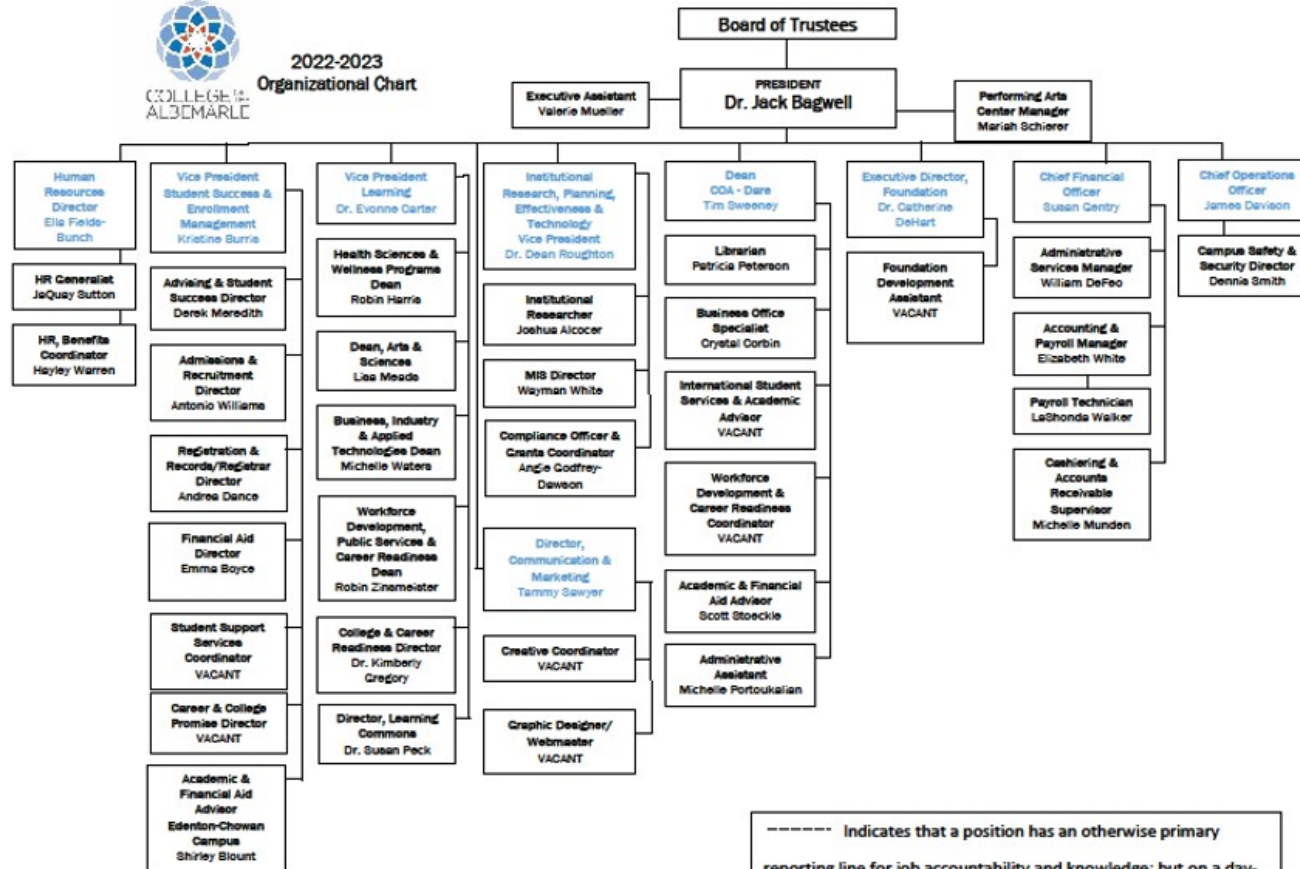 COLLEGE OF THE
ALBEMARLE
2022-2023
Organizational Chart
Board of Trustees
PRESIDENT
Dr. Jack Bagwell
Executive Assistant
Valerie Mueller
Performing Arts
Center Manager
Mariah Schierer
Human
Resources
Director
Ella Fields-
Bunch
HR Generalist
JaQuay Sutton
HR, Benefits
Coordinator
Hayley Warren
Vice President
Student Success &
Enrollment
Management
Kristine Burris
Advising & Student
Success Director
Derek Meredith
Admissions &
Recruitment
Director
Antonio Williams
Registration &
Records/Registrar
Director
Andrea Dance
Financial Aid
Director
Emma Boyce
Student Support
Services
Coordinator
VACANT
Career & College
Promise Director
VACANT
Academic &
Financial Aid
Advisor
Edenton-Chowan
Campus
Shirley Blount
Vice President
Learning
Dr. Evonne Carter
Health Sciences &
Wellness Programs
Dean
Robin Harris
Dean, Arts &
Sciences
Lisa Meads
Business, Industry
& Applied
Technologies Dean
Michelle Waters
Workforce
Development,
Public Services &
Career Readiness
Dean
Robin Zinsmeister
College & Career
Readiness Director
Dr. Kimberly
Gregory
Director, Learning
Commons
Dr. Susan Peck
Institutional
Research, Planning,
Effectiveness &
Technology
Vice President
Dr. Dean Roughton
Institutional
Researcher
Joshua Alcocer
MIS Director
Wayman White
Compliance Officer &
Grants Coordinator
Angie Godfrey-
Dawson
Director,
Communication &
Marketing
Tammy Sawyer
Creative Coordinator
VACANT
Graphic Designer/
Webmaster
VACANT
Dean
COA - Dare
Tim Sweeney
Librarian
Patricia Peterson
Business Office
Specialist
Crystal Corbin
International Student
Services & Academic
Advisor
VACANT
Workforce
Development &
Career Readiness
Coordinator
VACANT
Academic & Financial
Aid Advisor
Scott Stoeckle
Administrative
Assistant
Michelle Portoukalian
Executive Director,
Foundation
Dr. Catherine
DeHart
Foundation
Development
Assistant
VACANT
Chief Financial
Officer
Susan Gentry
Administrative
Services Manager
William DeFeo
Accounting &
Payroll Manager
Elizabeth White
Payroll Technician
LaShonda Walker
Cashiering &
Accounts
Receivable
Supervisor
Michelle Munden
Chief Operations
Officer
James Davison
Campus Safety &
Security Director
Dennis Smith
Indicates that a position has an otherwise primary
reporting line for job accountability and knowledge; but on a day-